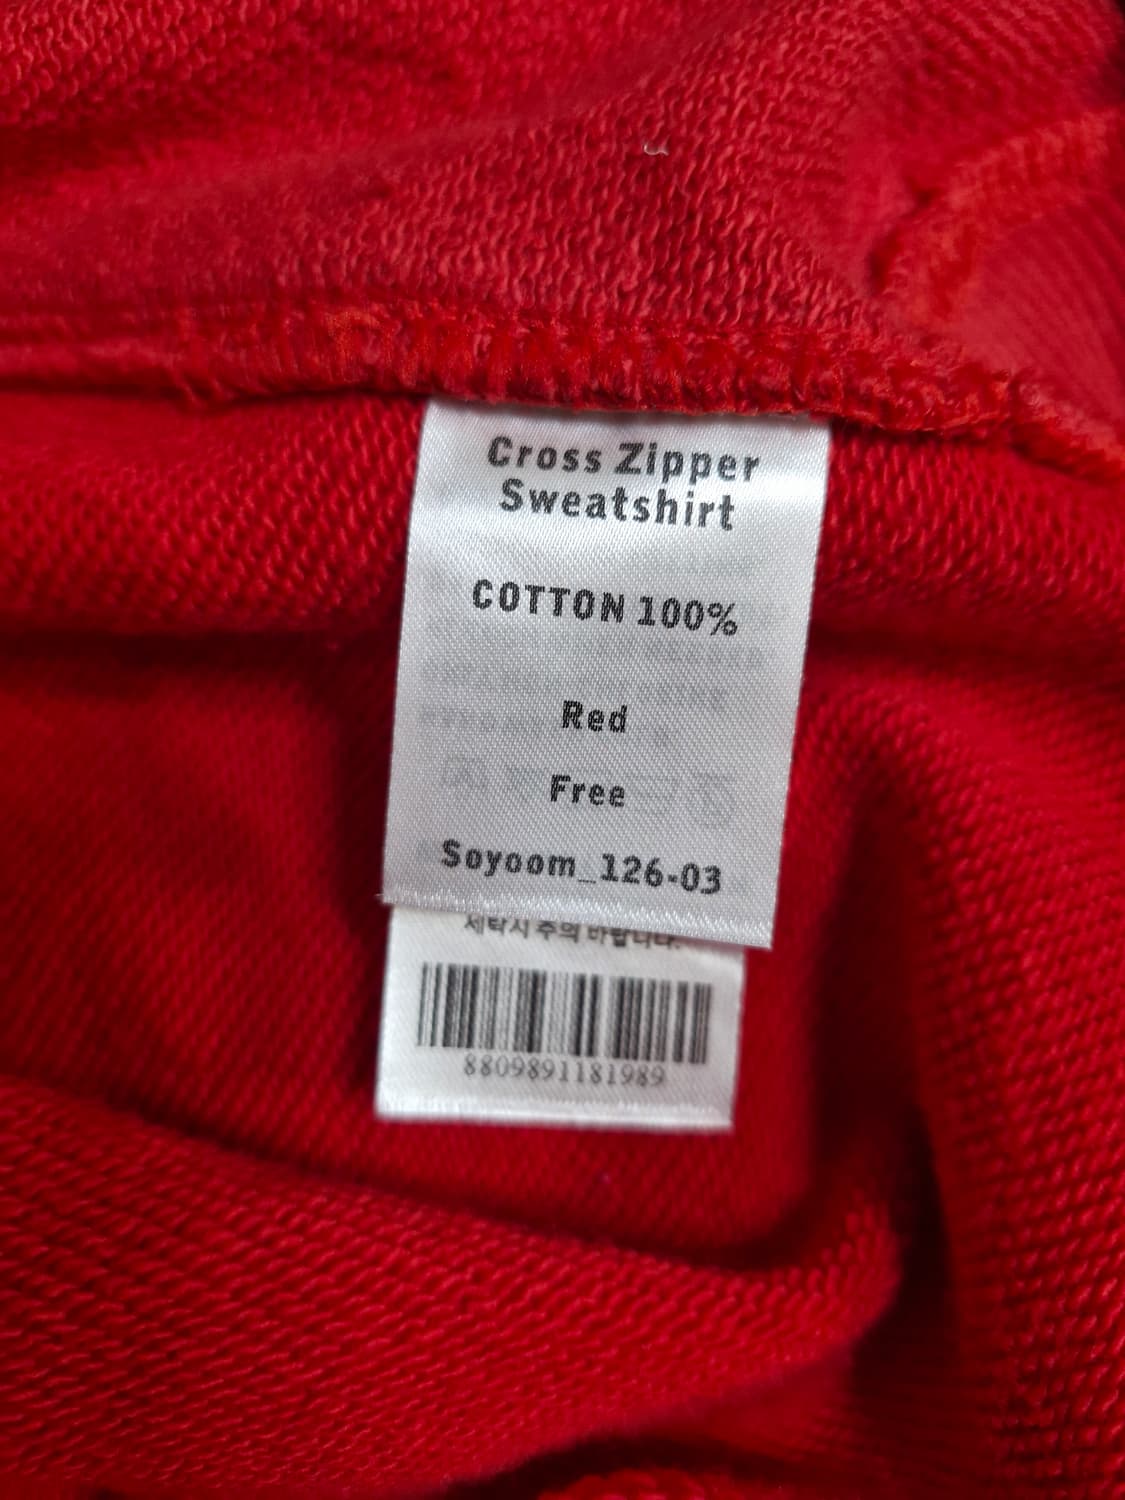 Cross Zipper
Sweatshirt
COTTON 100%
Red
Free
Soyoom_126-03
세탁시 주의 바랍니다.
8809891181989